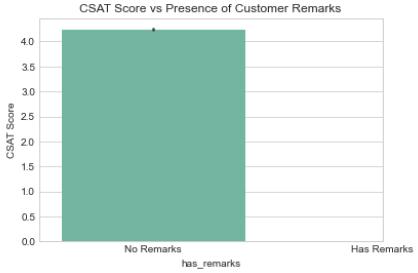 CSAT Score vs Presence of Customer Remarks
4.0
3.5
3.0
2.5
2.0
1.5
1.0
0.5
0.0
CSAT Score
No Remarks
Has Remarks
has_remarks